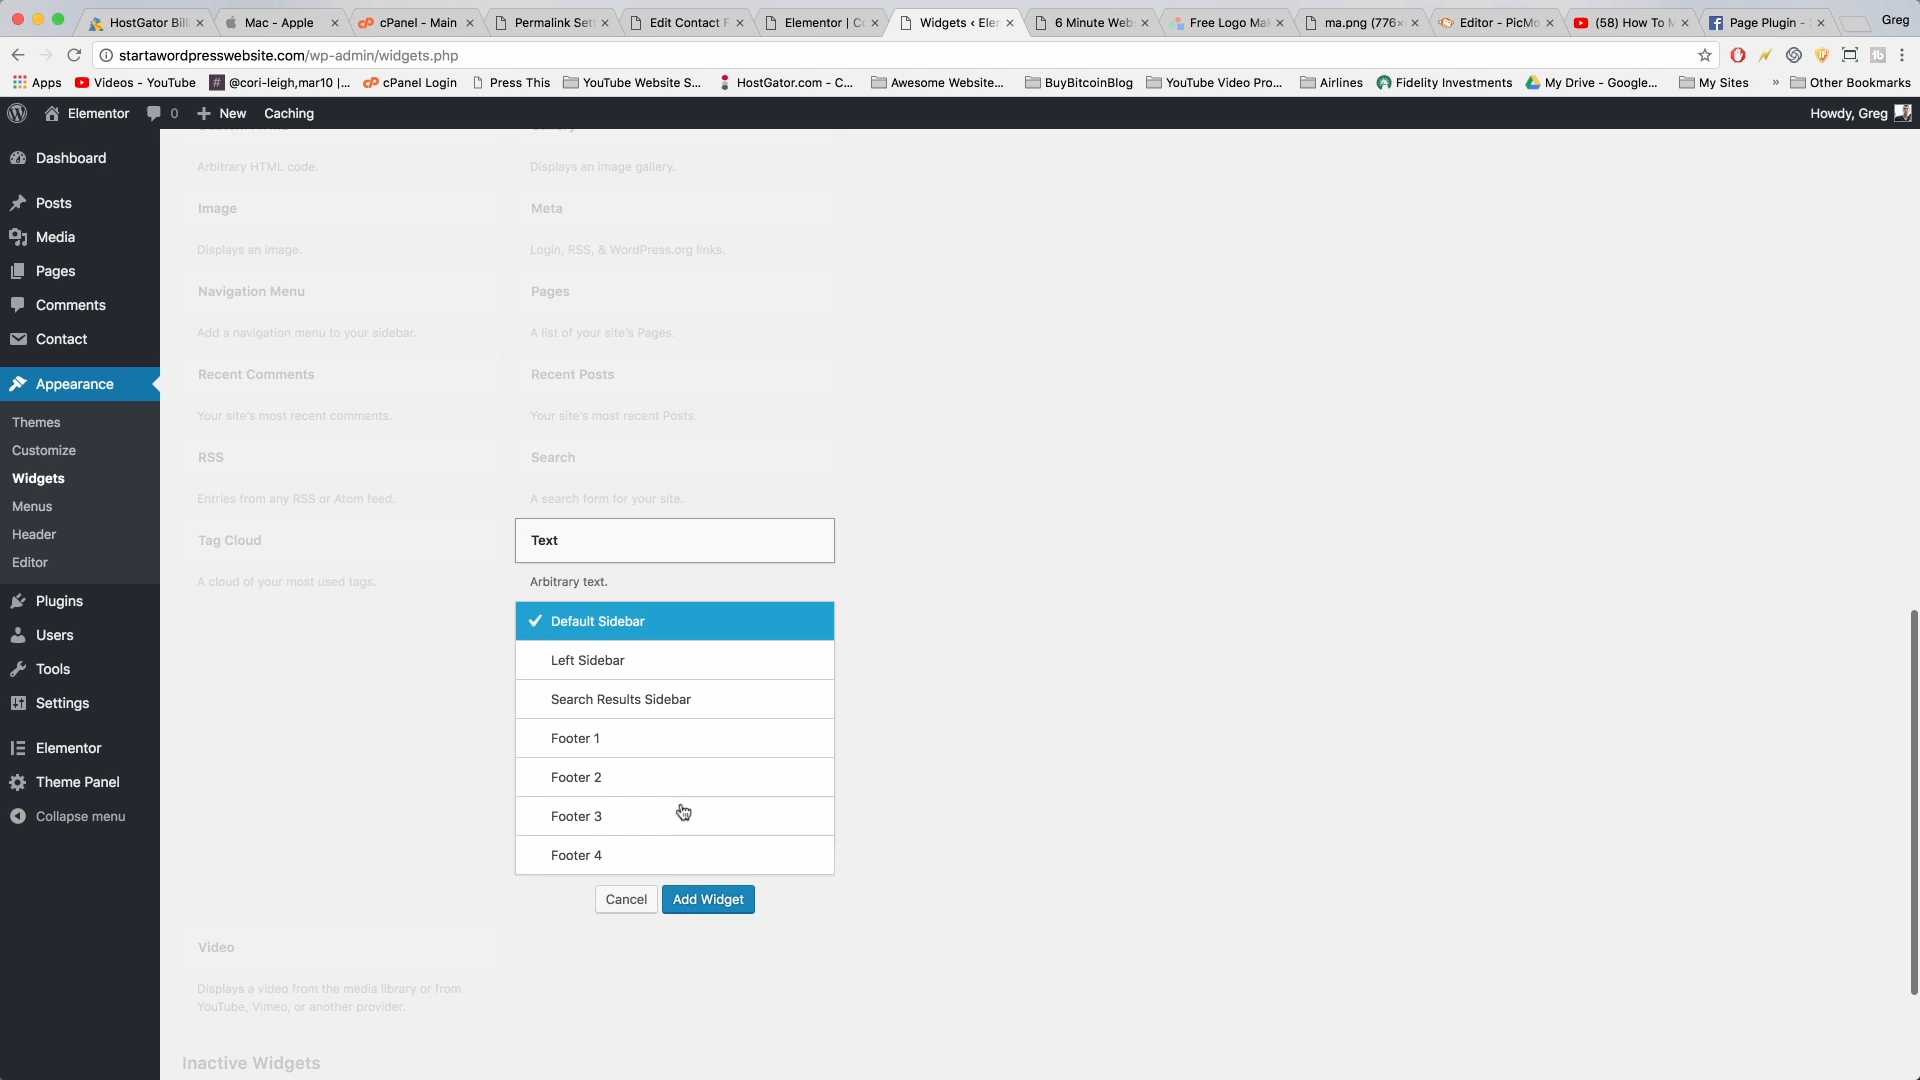 HostGator Bill
Mac - Apple
cPanel - Main
Permalink Set
Edit Contact F
Elementor | C
Widgets ‹ Ele
6 Minute Web
Free Logo Ma
ma.png (776×
Editor - PicMo
(58) How To M
Page Plugin -
Greg
startawordpresswebsite.com/wp-admin/widgets.php
Apps
Videos - YouTube
@cori-leigh,mar10 |...
cPanel Login
Press This
YouTube Website S...
HostGator.com - C...
Awesome Website...
BuyBitcoinBlog
YouTube Video Pro...
Airlines
Fidelity Investments
My Drive - Google...
My Sites
»
Other Bookmarks
Elementor
0
New
Caching
Howdy, Greg
Dashboard
Posts
Media
Pages
Comments
Contact
Appearance
Themes
Customize
Widgets
Menus
Header
Editor
Plugins
Users
Tools
Settings
Elementor
Theme Panel
Collapse menu
Arbitrary HTML code.
Displays an image gallery.
Image
Meta
Displays an image.
Login, RSS, & WordPress.org links.
Navigation Menu
Pages
Add a navigation menu to your sidebar.
A list of your site's Pages.
Recent Comments
Recent Posts
Your site's most recent comments.
Your site's most recent Posts.
RSS
Search
Entries from any RSS or Atom feed.
A search form for your site.
Tag Cloud
Text
A cloud of your most used tags.
Arbitrary text.
Default Sidebar
Left Sidebar
Search Results Sidebar
Footer 1
Footer 2
Footer 3
Footer 4
Cancel
Add Widget
Video
Displays a video from the media library or from
YouTube, Vimeo, or another provider.
Inactive Widgets